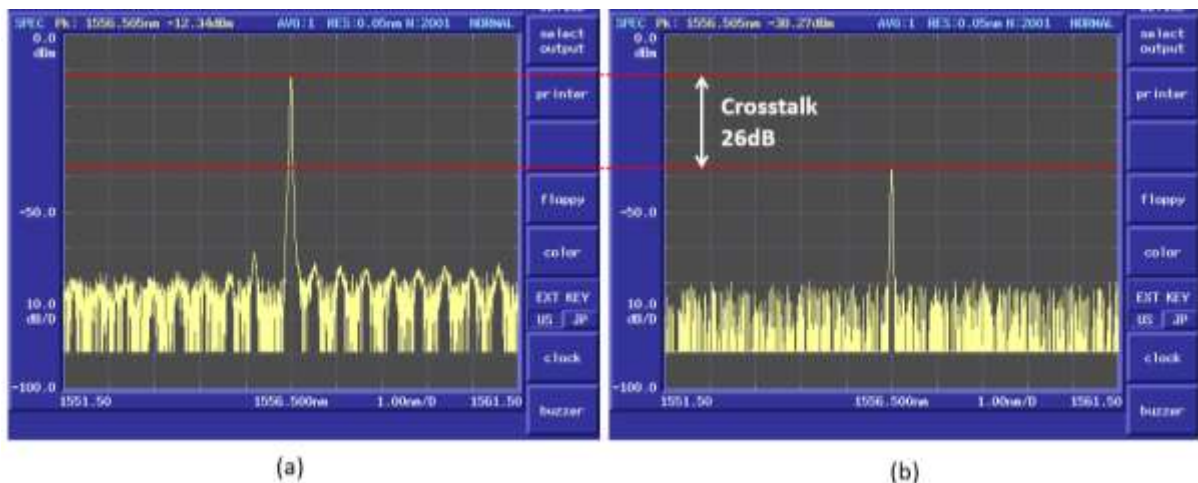 SPEC Pk: 1556.505nm -12.34dBm AVG:1 RES:0.05nm N:2001 NORMAL
0.0
dBm
-50.0
10.0
dB/D
-100.0
1551.50 1556.500nm 1.00nm/D 1561.50
select
output
printer
floppy
color
EXT KEY
US JP
clock
buzzer
(a)
SPEC Pk: 1556.505nm -38.27dBm AVG:1 RES:0.05nm N:2001 NORMAL
0.0
dBm
-50.0
10.0
dB/D
-100.0
1551.50 1556.500nm 1.00nm/D 1561.50
Crosstalk
26dB
select
output
printer
floppy
color
EXT KEY
US JP
clock
buzzer
(b)